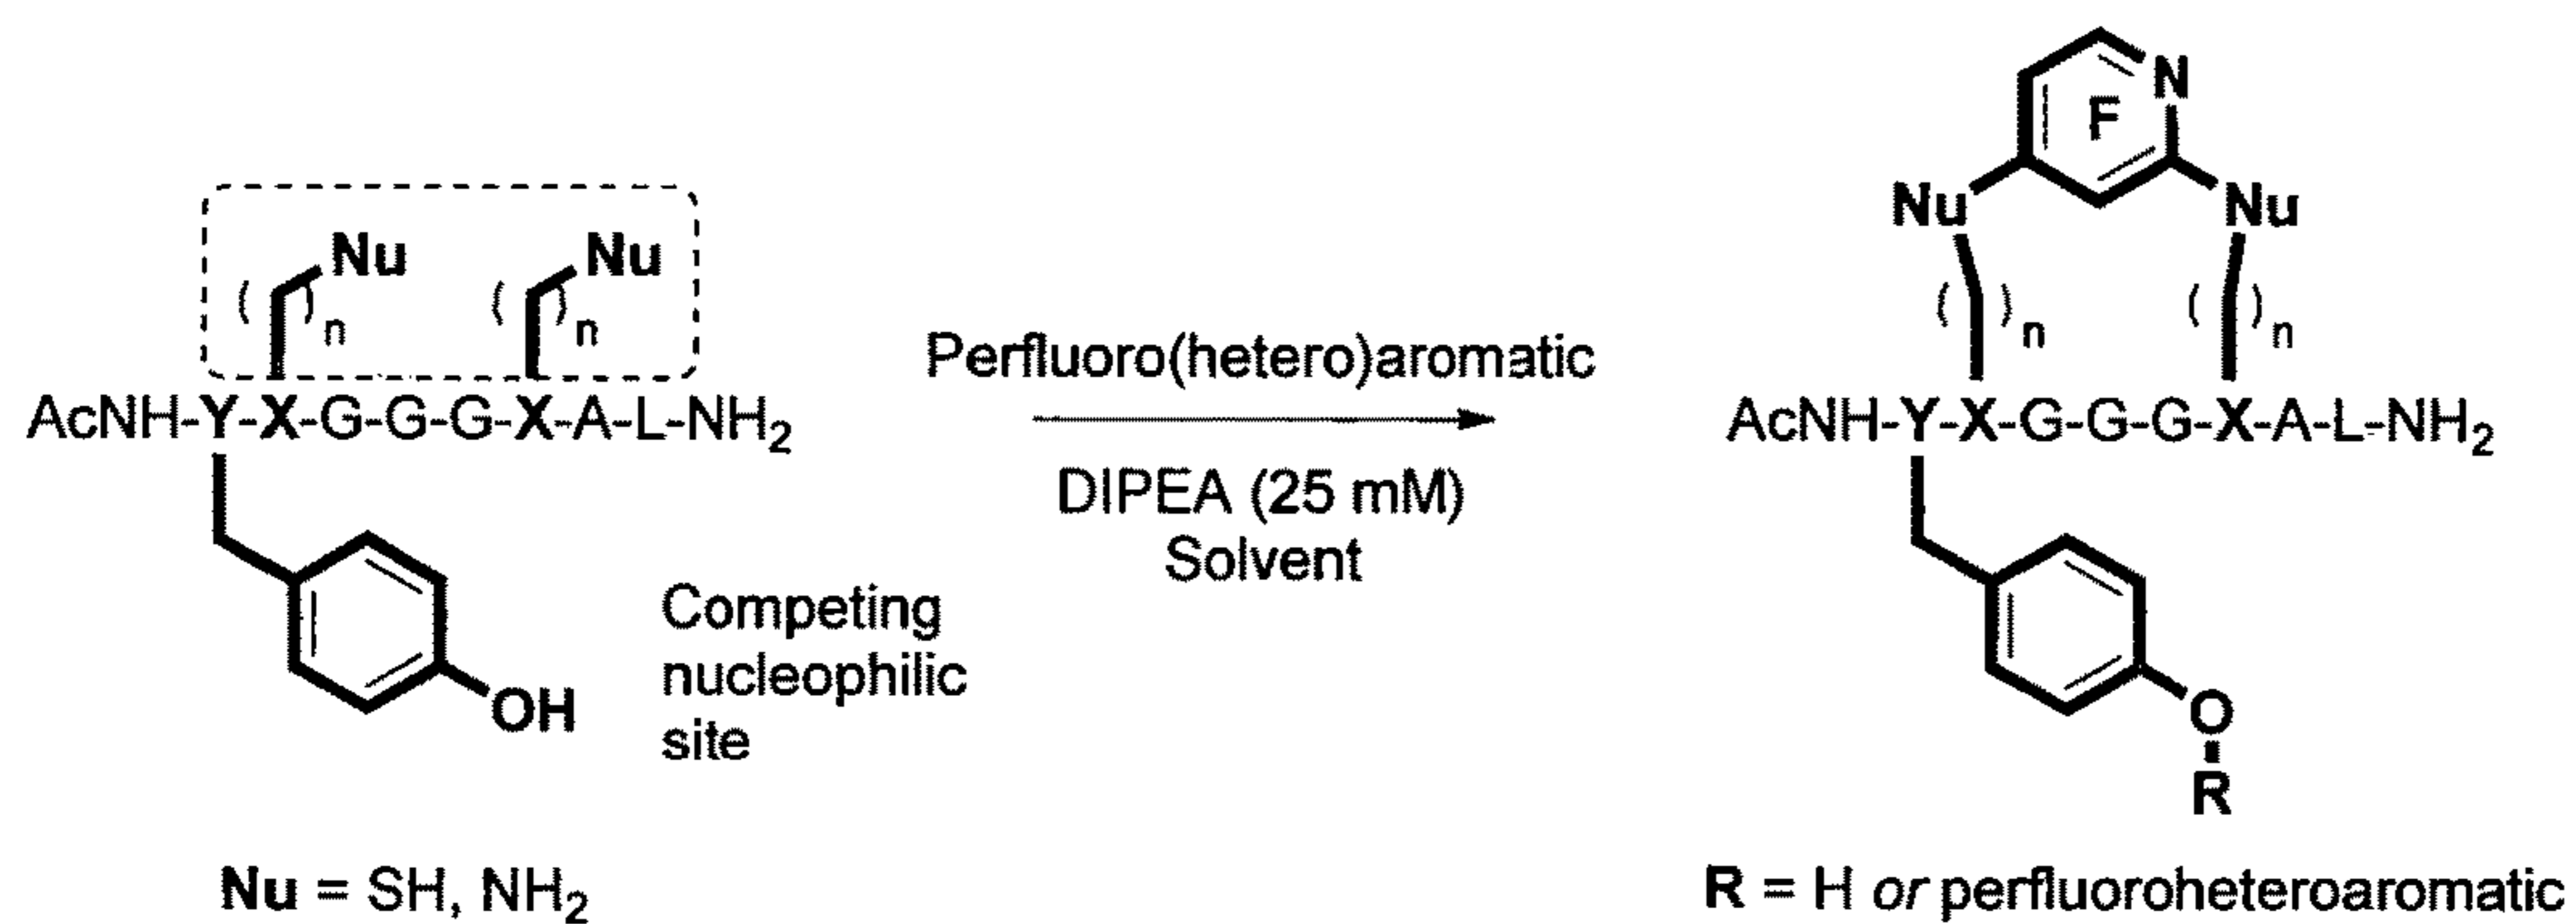 Nu Nu
( )n ( )n
AcNH-Y-X-G-G-G-X-A-L-NH2
OH
Competing
nucleophilic
site
Nu = SH, NH2
Perfluoro(hetero)aromatic
DIPEA (25 mM)
Solvent
N
F
Nu Nu
( )n ( )n
AcNH-Y-X-G-G-G-X-A-L-NH2
O
R
R = H or perfluoroheteroaromatic